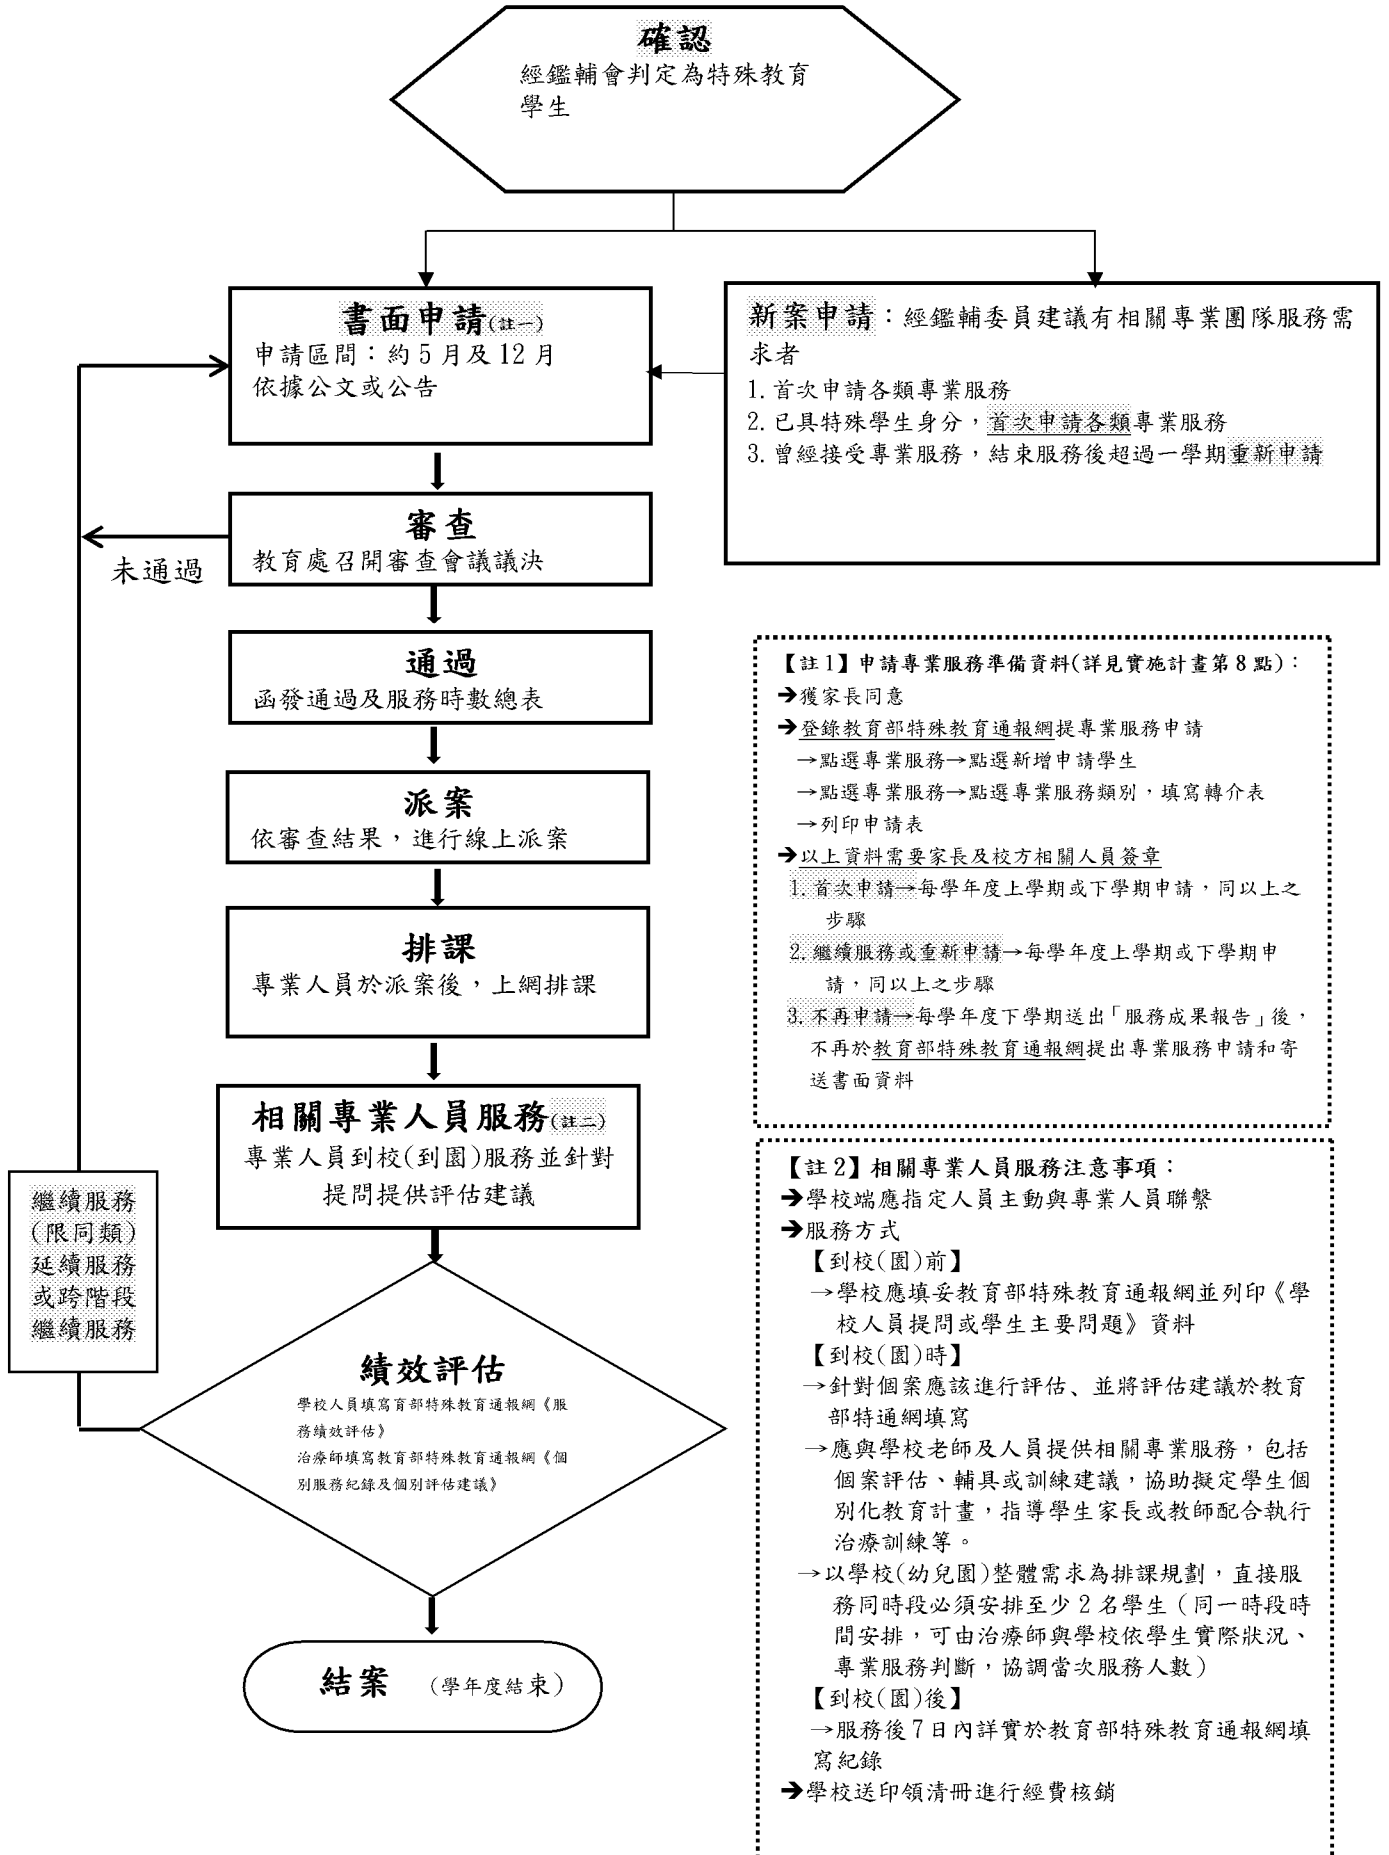 確認
經鑑輔會判定為特殊教育
學生
書面申請(註一)
申請區間：約 5 月及 12 月
依據公文或公告
新案申請：經鑑輔委員建議有相關專業團隊服務需
求者
1.首次申請各類專業服務
2.已具特殊學生身分，首次申請各類專業服務
3.曾經接受專業服務，結束服務後超過一學期重新申請
審查
教育處召開審查會議議決
未通過
通過
函發通過及服務時數總表
派案
依審查結果，進行線上派案
排課
專業人員於派案後，上網排課
相關專業人員服務(註二)
專業人員到校(到園)服務並針對
提問提供評估建議
繼續服務
(限同類)
延續服務
或跨階段
繼續服務
績效評估
學校人員填寫育部特殊教育通報網《服
務績效評估》
治療師填寫教育部特殊教育通報網《個
別服務紀錄及個別評估建議》
結案 (學年度結束)
【註 1】申請專業服務準備資料(詳見實施計畫第 8 點)：
➔獲家長同意
➔登錄教育部特殊教育通報網提專業服務申請
→點選專業服務→點選新增申請學生
→點選專業服務→點選專業服務類別，填寫轉介表
→列印申請表
➔以上資料需要家長及校方相關人員簽章
1.首次申請→每學年度上學期或下學期申請，同以上之
步驟
2.繼續服務或重新申請→每學年度上學期或下學期申
請，同以上之步驟
3.不再申請→每學年度下學期送出「服務成果報告」後，
不再於教育部特殊教育通報網提出專業服務申請和寄
送書面資料
【註 2】相關專業人員服務注意事項：
➔學校端應指定人員主動與專業人員聯繫
➔服務方式
【到校(園)前】
→學校應填妥教育部特殊教育通報網並列印《學
校人員提問或學生主要問題》資料
【到校(園)時】
→針對個案應該進行評估、並將評估建議於教育
部特通網填寫
→應與學校老師及人員提供相關專業服務，包括
個案評估、輔具或訓練建議，協助擬定學生個
別化教育計畫，指導學生家長或教師配合執行
治療訓練等。
→以學校(幼兒園)整體需求為排課規劃，直接服
務同時段必須安排至少 2 名學生（同一時段時
間安排，可由治療師與學校依學生實際狀況、
專業服務判斷，協調當次服務人數）
【到校(園)後】
→服務後 7 日內詳實於教育部特殊教育通報網填
寫紀錄
➔學校送印領清冊進行經費核銷